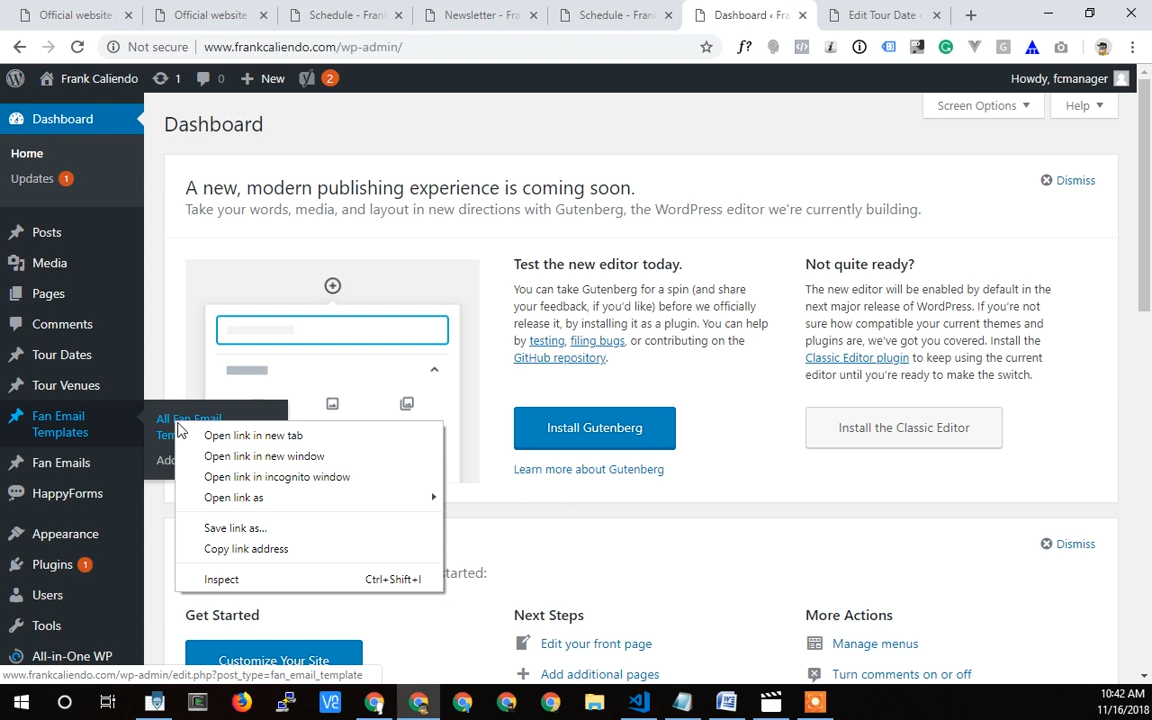 Official website
Official website
Schedule - Frank
Newsletter - Fra
Schedule - Frank
Dashboard ‹ Fra
Edit Tour Date ‹
Not secure www.frankcaliendo.com/wp-admin/
Frank Caliendo 1 0 New 2 Howdy, fcmanager
Dashboard
Home
Updates 1
Posts
Media
Pages
Comments
Tour Dates
Tour Venues
Fan Email
Templates
Fan Emails
HappyForms
Appearance
Plugins 1
Users
Tools
All-in-One WP
All Fan Email
Open link in new tab
Open link in new window
Open link in incognito window
Open link as
Save link as...
Copy link address
Inspect Ctrl+Shift+I
Screen Options Help
Dashboard
A new, modern publishing experience is coming soon.
Dismiss
Take your words, media, and layout in new directions with Gutenberg, the WordPress editor we're currently building.
Test the new editor today.
You can take Gutenberg for a spin (and share
your feedback, if you'd like) before we officially
release it, by installing it as a plugin. You can help
by testing, filing bugs, or contributing on the
GitHub repository.
Install Gutenberg
Learn more about Gutenberg
Not quite ready?
The new editor will be enabled by default in the
next major release of WordPress. If you're not
sure how compatible your current themes and
plugins are, we've got you covered. Install the
Classic Editor plugin to keep using the current
editor until you're ready to make the switch.
Install the Classic Editor
Dismiss
started:
Get Started
Customize Your Site
Next Steps
Edit your front page
Add additional pages
More Actions
Manage menus
Turn comments on or off
www.frankcaliendo.com/wp-admin/edit.php?post_type=fan_email_template
10:42 AM
11/16/2018